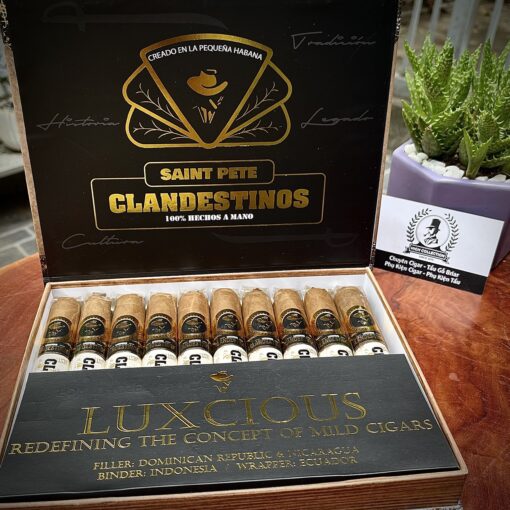 CREADO EN LA PEQUEÑA HABANA
Tradición
Historia
Legado
SAINT PETE
CLANDESTINOS
100% HECHOS A MANO
Cultura
Chuyên Cigar - Tẩu Gỗ Briar
Phụ Kiện Cigar - Phụ Kiện Tẩu
LUXCIOUS
REDEFINING THE CONCEPT OF MILD CIGARS
FILLER: DOMINICAN REPUBLIC & NICARAGUA
BINDER: INDONESIA / WRAPPER: ECUADOR